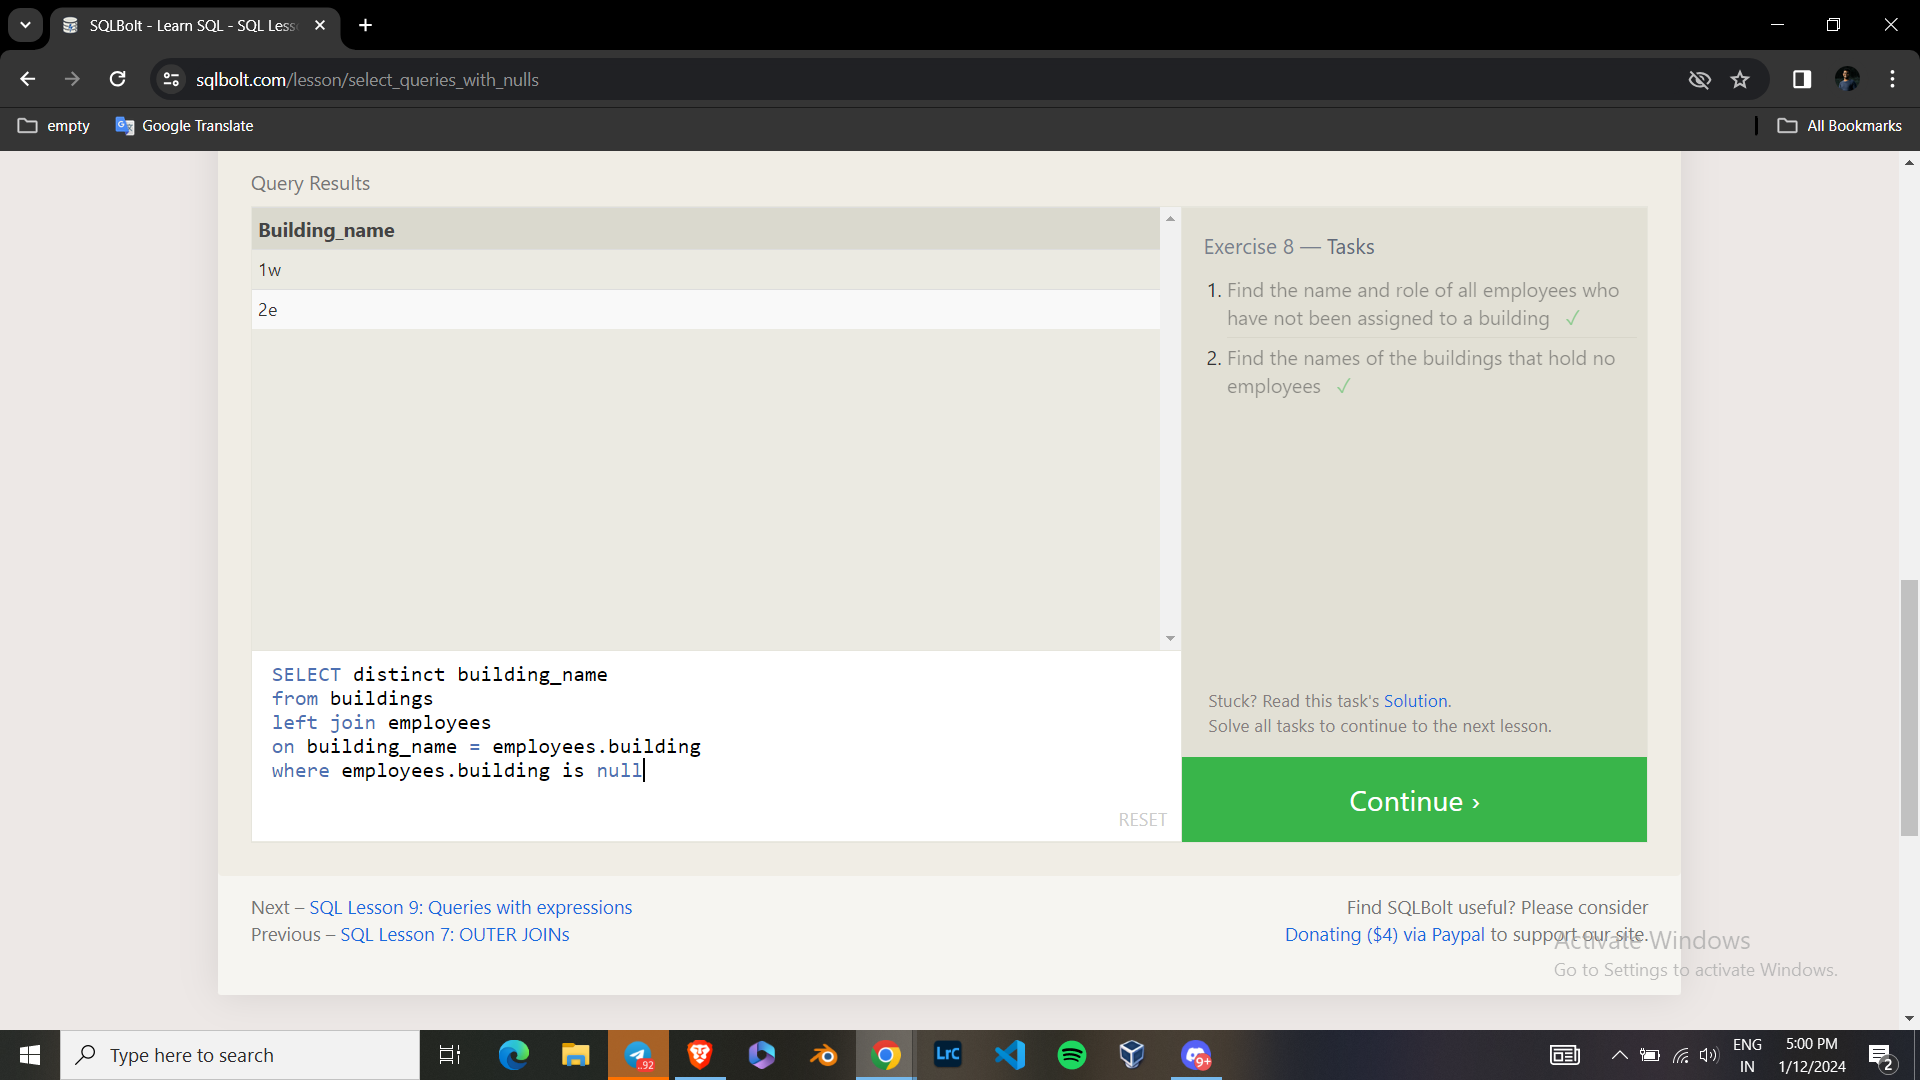 SQLBolt - Learn SQL - SQL Less
sqlbolt.com/lesson/select_queries_with_nulls
empty
Google Translate
All Bookmarks
Query Results
Building_name
1w
2e
Exercise 8 — Tasks
1. Find the name and role of all employees who
have not been assigned to a building ✓
2. Find the names of the buildings that hold no
employees ✓
SELECT distinct building_name
from buildings
left join employees
on building_name = employees.building
where employees.building is null
RESET
Stuck? Read this task's Solution.
Solve all tasks to continue to the next lesson.
Continue ›
Next – SQL Lesson 9: Queries with expressions
Previous – SQL Lesson 7: OUTER JOINs
Find SQLBolt useful? Please consider
Donating ($4) via Paypal to support our site.
Activate Windows
Go to Settings to activate Windows.
Type here to search
..92
LrC
9+
ENG
IN
5:00 PM
1/12/2024
2